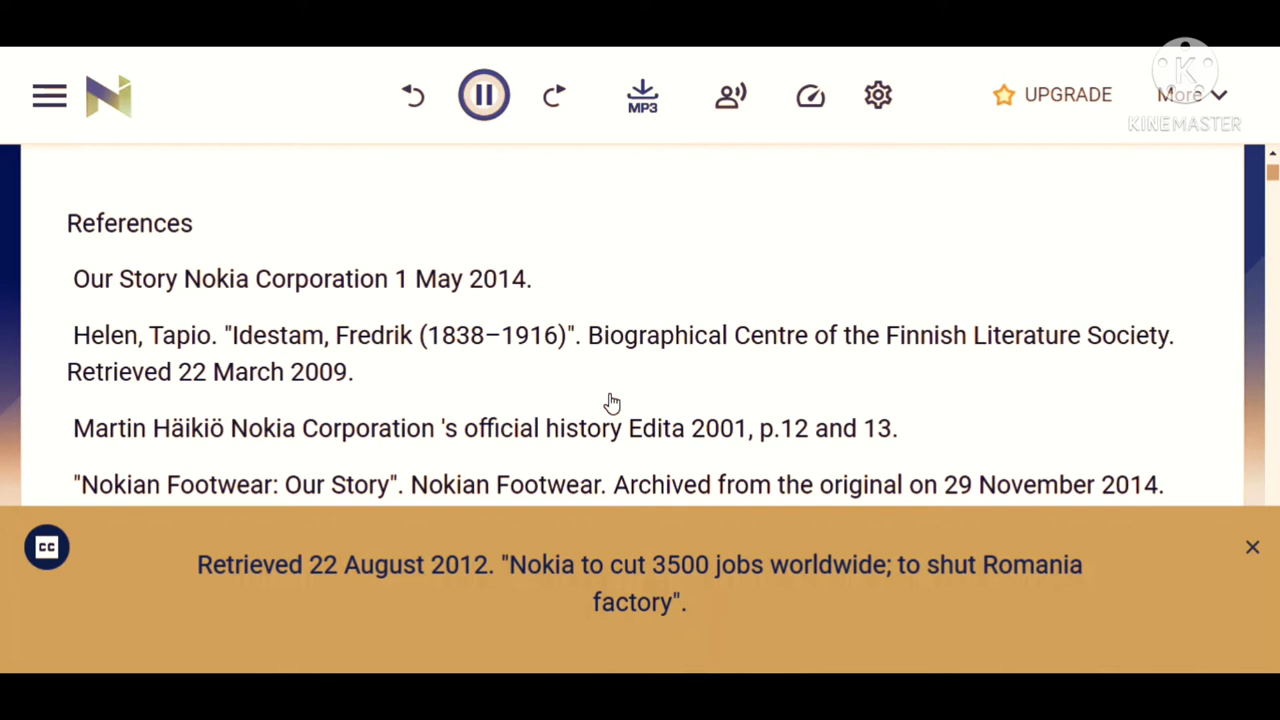 MP3
UPGRADE
More
K
KINEMASTER
References
Our Story Nokia Corporation 1 May 2014.
Helen, Tapio. "Idestam, Fredrik (1838–1916)". Biographical Centre of the Finnish Literature Society.
Retrieved 22 March 2009.
Martin Häikiö Nokia Corporation 's official history Edita 2001, p.12 and 13.
"Nokian Footwear: Our Story". Nokian Footwear. Archived from the original on 29 November 2014.
CC
Retrieved 22 August 2012. "Nokia to cut 3500 jobs worldwide; to shut Romania
factory".